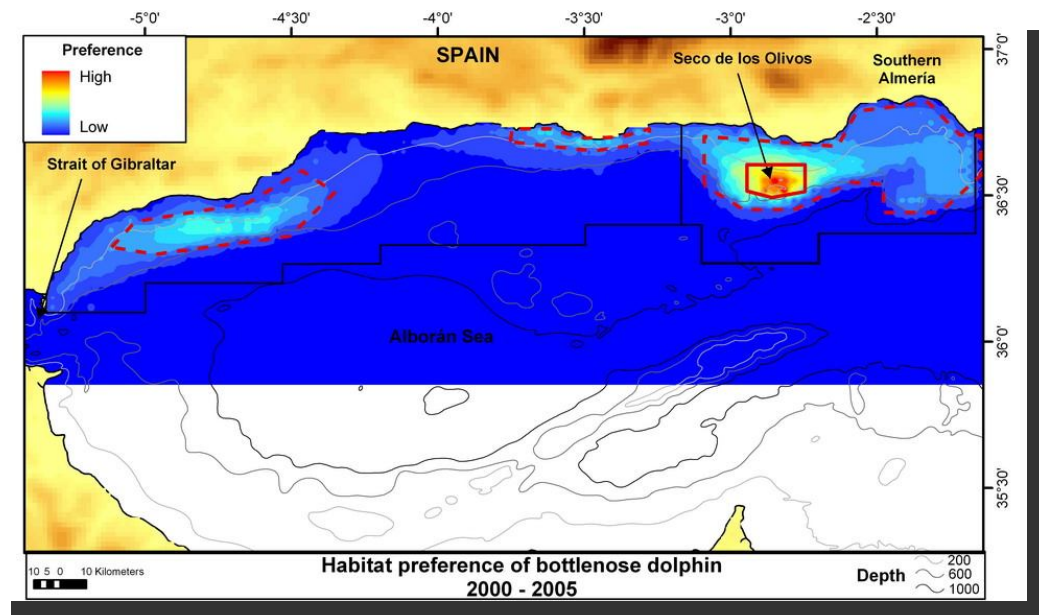 -5°0'
-4°30'
-4°0'
-3°30'
-3°0'
-2°30'
Preference
High
Low
SPAIN
Seco de los Olivos
Southern
Almería
37°0'
Strait of Gibraltar
36°30'
Alborán Sea
36°0'
35°30'
10 5 0 10 Kilometers
Habitat preference of bottlenose dolphin
2000 - 2005
Depth
200
600
1000